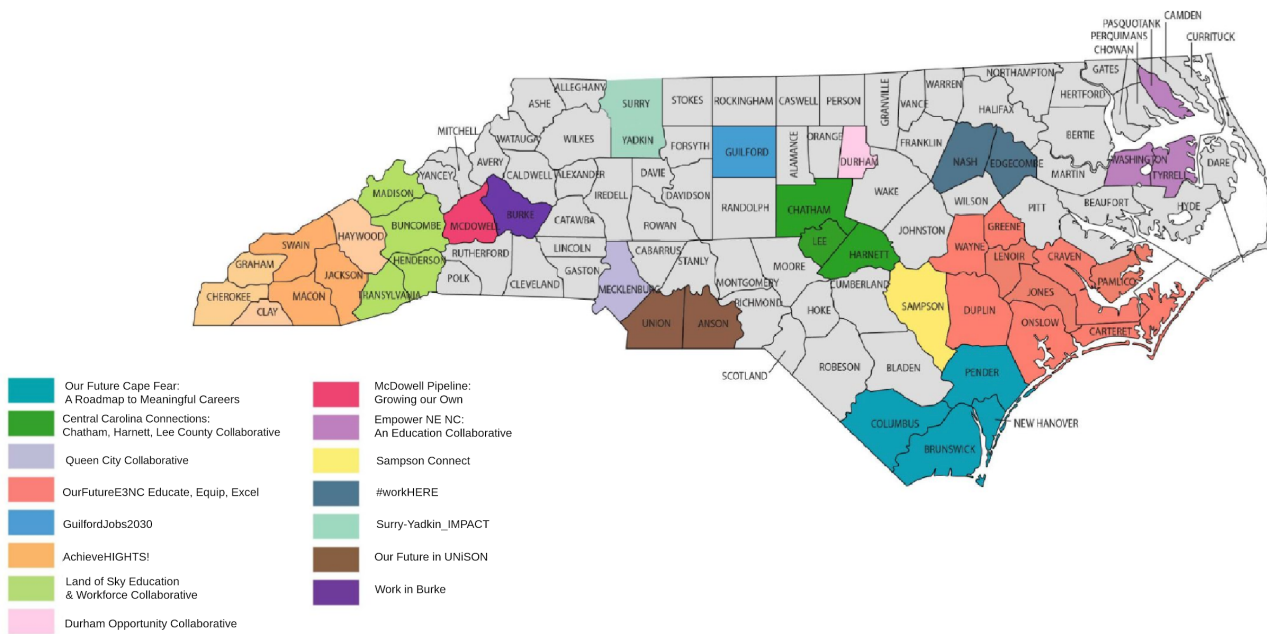 CAMDEN
PASQUOTANK
PERQUIMANS
CURRITUCK
CHOWAN
GATES
NORTHAMPTON
ALLEGHANY
WARREN
HERTFORD
ASHE
SURRY
STOKES
ROCKINGHAM
CASWELL
PERSON
GRANVILLE
VANCE
HALIFAX
MITCHELL
WATAUGA
WILKES
YADKIN
FORSYTH
GUILFORD
ALAMANCE
ORANGE
DURHAM
FRANKLIN
NASH
EDGECOMBE
BERTIE
WASHINGTON
TYRRELL
DARE
MADISON
YANCEY
AVERY
CALDWELL
ALEXANDER
IREDELL
DAVIE
DAVIDSON
RANDOLPH
CHATHAM
WAKE
WILSON
PITT
MARTIN
BEAUFORT
HYDE
BUNCOMBE
MCDOWELL
BURKE
CATAWBA
ROWAN
LEE
JOHNSTON
WAYNE
GREENE
SWAIN
HAYWOOD
HENDERSON
RUTHERFORD
LINCOLN
CABARRUS
STANLY
MONTGOMERY
MOORE
HARNETT
LENOIR
CRAVEN
GRAHAM
JACKSON
TRANSYLVANIA
POLK
CLEVELAND
GASTON
MECKLENBURG
CHEROKEE
MACON
CLAY
RICHMOND
CUMBERLAND
SAMPSON
DUPLIN
JONES
PAMLICO
UNION
ANSON
HOKE
ONSLOW
CARTERET
SCOTLAND
ROBESON
BLADEN
PENDER
COLUMBUS
NEW HANOVER
BRUNSWICK
Our Future Cape Fear:
A Roadmap to Meaningful Careers
Central Carolina Connections:
Chatham, Harnett, Lee County Collaborative
Queen City Collaborative
OurFutureE3NC Educate, Equip, Excel
GuilfordJobs2030
AchieveHIGHTS!
Land of Sky Education
& Workforce Collaborative
Durham Opportunity Collaborative
McDowell Pipeline:
Growing our Own
Empower NE NC:
An Education Collaborative
Sampson Connect
#workHERE
Surry-Yadkin_IMPACT
Our Future in UNiSON
Work in Burke